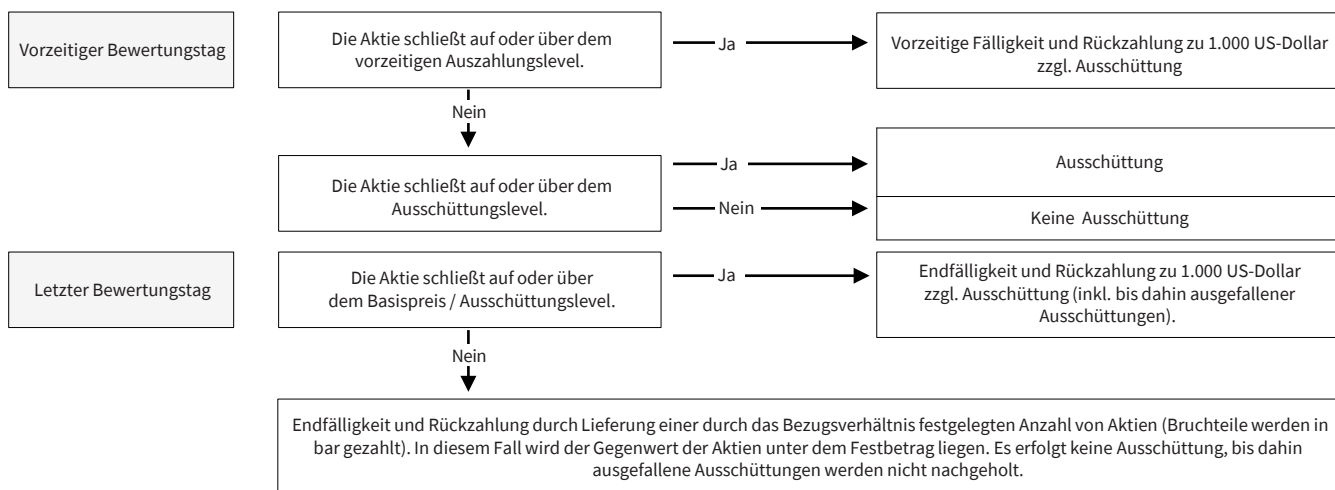 Vorzeitiger Bewertungstag
Die Aktie schließt auf oder über dem
vorzeitigen Auszahlungslevel.
Ja
Vorzeitige Fälligkeit und Rückzahlung zu 1.000 US-Dollar
zzgl. Ausschüttung
Nein
Die Aktie schließt auf oder über dem
Ausschüttungslevel.
Ja
Ausschüttung
Nein
Keine Ausschüttung
Letzter Bewertungstag
Die Aktie schließt auf oder über
dem Basispreis / Ausschüttungslevel.
Ja
Endfälligkeit und Rückzahlung zu 1.000 US-Dollar
zzgl. Ausschüttung (inkl. bis dahin ausgefallener
Ausschüttungen).
Nein
Endfälligkeit und Rückzahlung durch Lieferung einer durch das Bezugsverhältnis festgelegten Anzahl von Aktien (Bruchteile werden in
bar gezahlt). In diesem Fall wird der Gegenwert der Aktien unter dem Festbetrag liegen. Es erfolgt keine Ausschüttung, bis dahin
ausgefallene Ausschüttungen werden nicht nachgeholt.